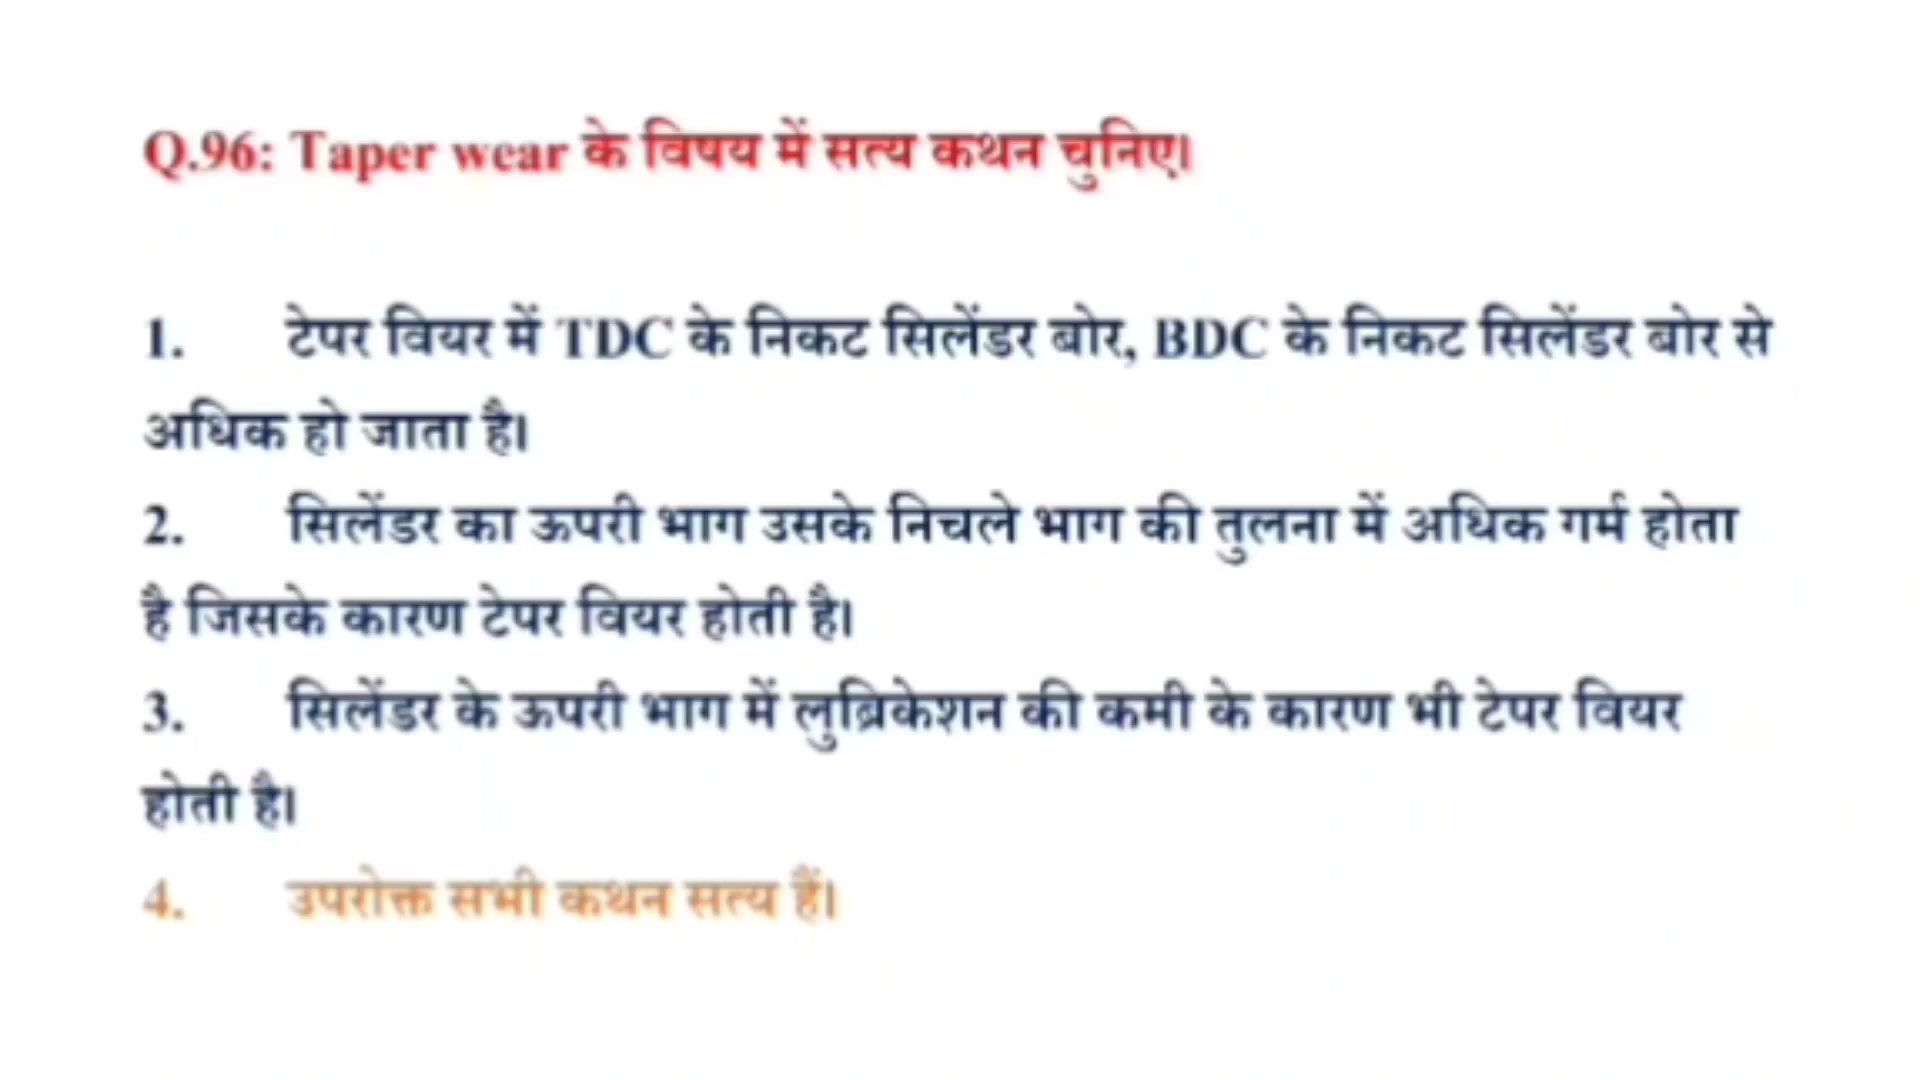 Q.96: Taper wear के विषय में सत्य कथन चुनिए।
1. टेपर वियर में TDC के निकट सिलेंडर बोर, BDC के निकट सिलेंडर बोर से
अधिक हो जाता है।
2. सिलेंडर का ऊपरी भाग उसके निचले भाग की तुलना में अधिक गर्म होता
है जिसके कारण टेपर वियर होती है।
3. सिलेंडर के ऊपरी भाग में लुब्रिकेशन की कमी के कारण भी टेपर वियर
होती है।
4. उपरोक्त सभी कथन सत्य हैं।